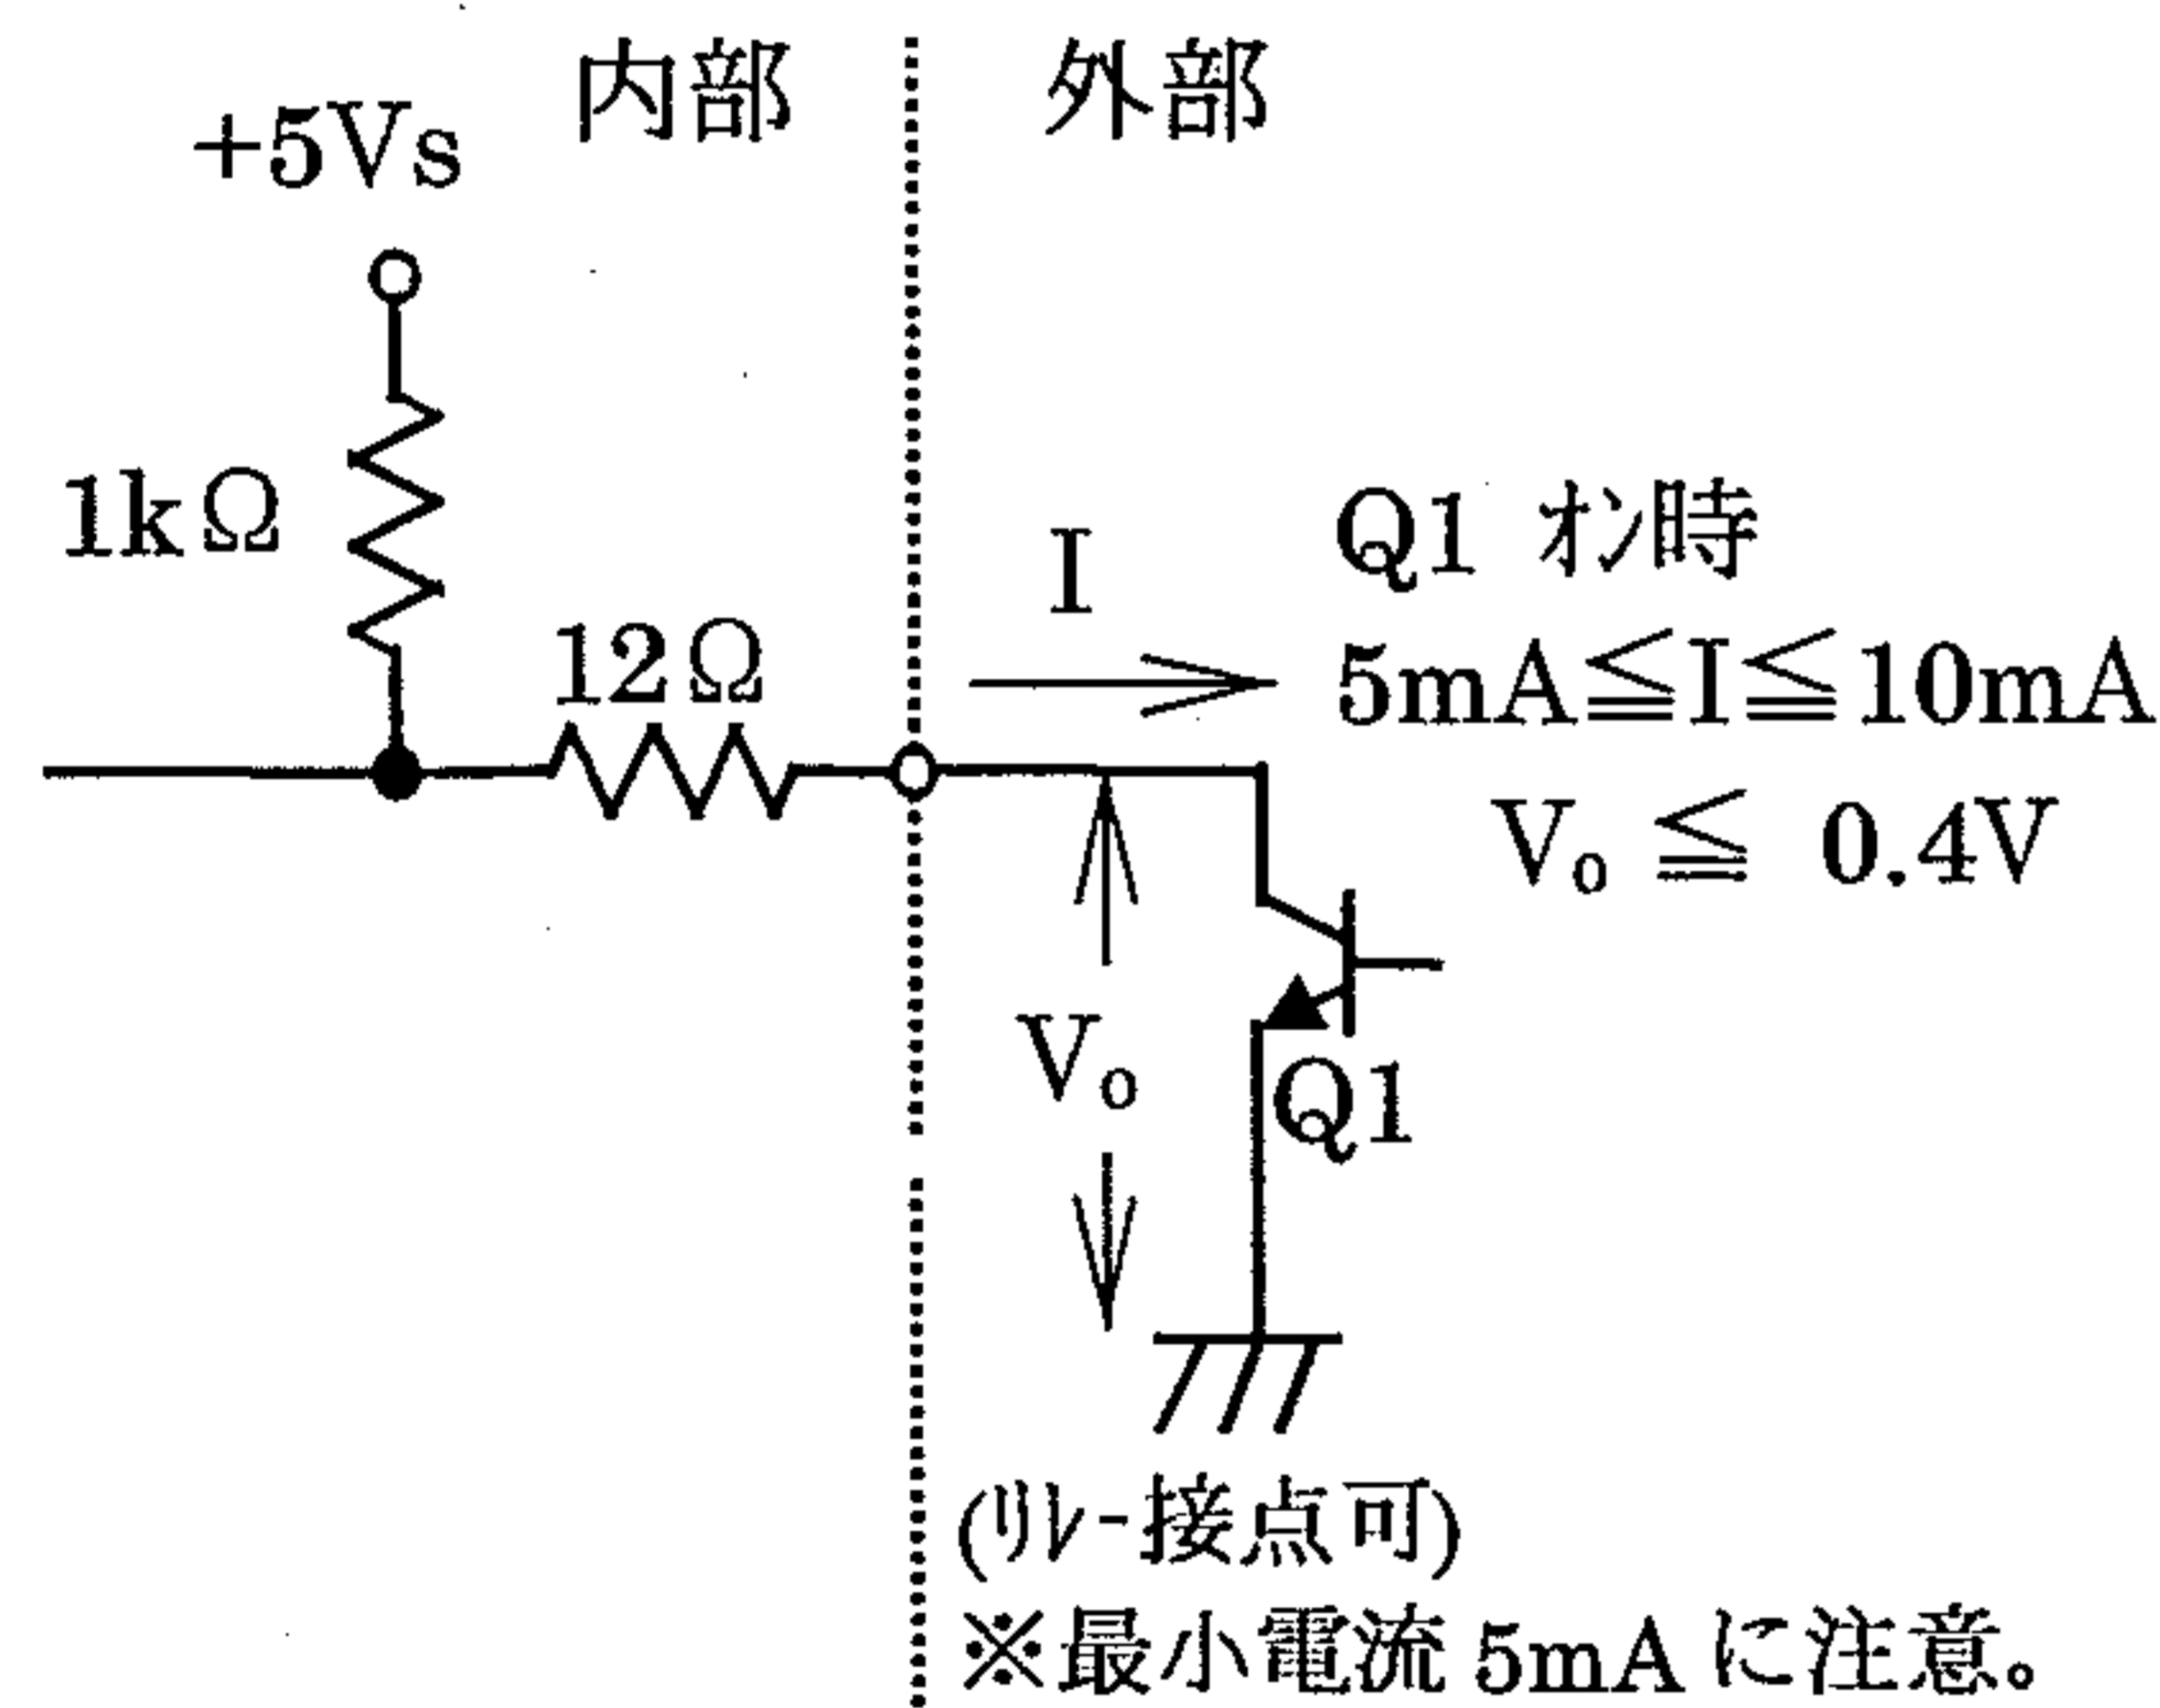 内部 外部
+5Vs
1kΩ
12Ω
I
Q1 ｵﾝ時
5mA≦I≦10mA
Vo ≦ 0.4V
Vo
Q1
(ﾘﾚｰ接点可)
※最小電流 5mA に注意。